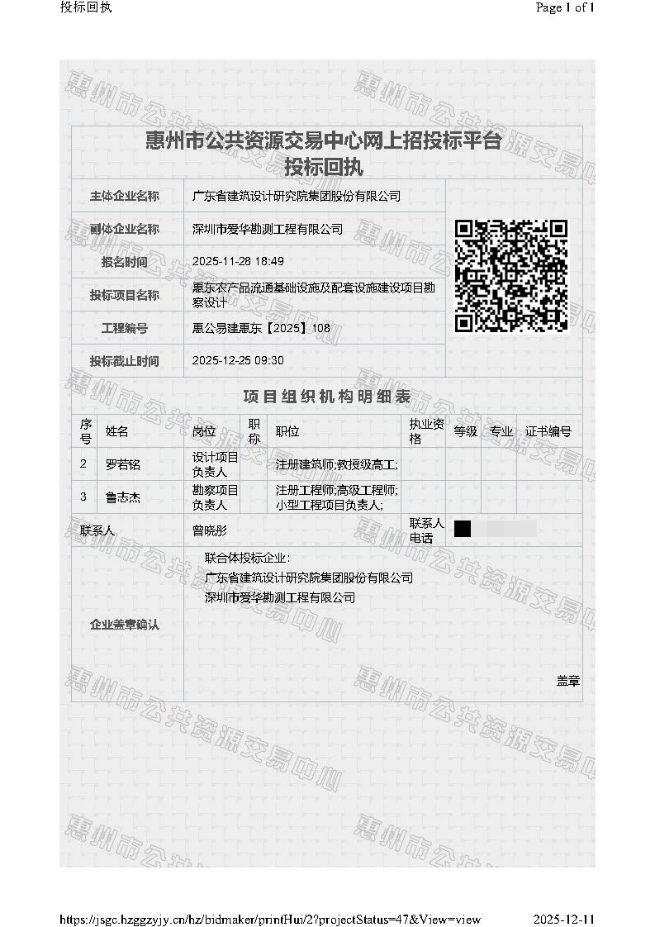 投标回执
Page 1 of 1
惠州市公共资源交易中心网上招投标平台
投标回执
主体企业名称 广东省建筑设计研究院集团股份有限公司
副体企业名称 深圳市爱华勘测工程有限公司
报名时间 2025-11-28 16:49
投标项目名称 惠东农产品流通基础设施及配套设施建设项目勘
察设计
工程编号 惠公易建惠东【2025】108
投标截止时间 2025-12-25 09:30
项目组织机构明细表
序号 姓名 岗位 职称 职位 执业资格 等级 专业 证书编号
2 罗若铭 设计项目负责人 注册建筑师;教授级高工;
3 鲁志杰 勘察项目负责人 注册工程师;高级工程师;
小型工程项目负责人;
联系人 曾晓彤 联系人电话
联合体投标企业:
广东省建筑设计研究院集团股份有限公司
深圳市爱华勘测工程有限公司
企业盖章确认
盖章
惠州市公共资源交易中心
https://jsgc.hzggzyjy.cn/hz/bidmaker/printHui/2?projectStatus=47&View=view
2025-12-11